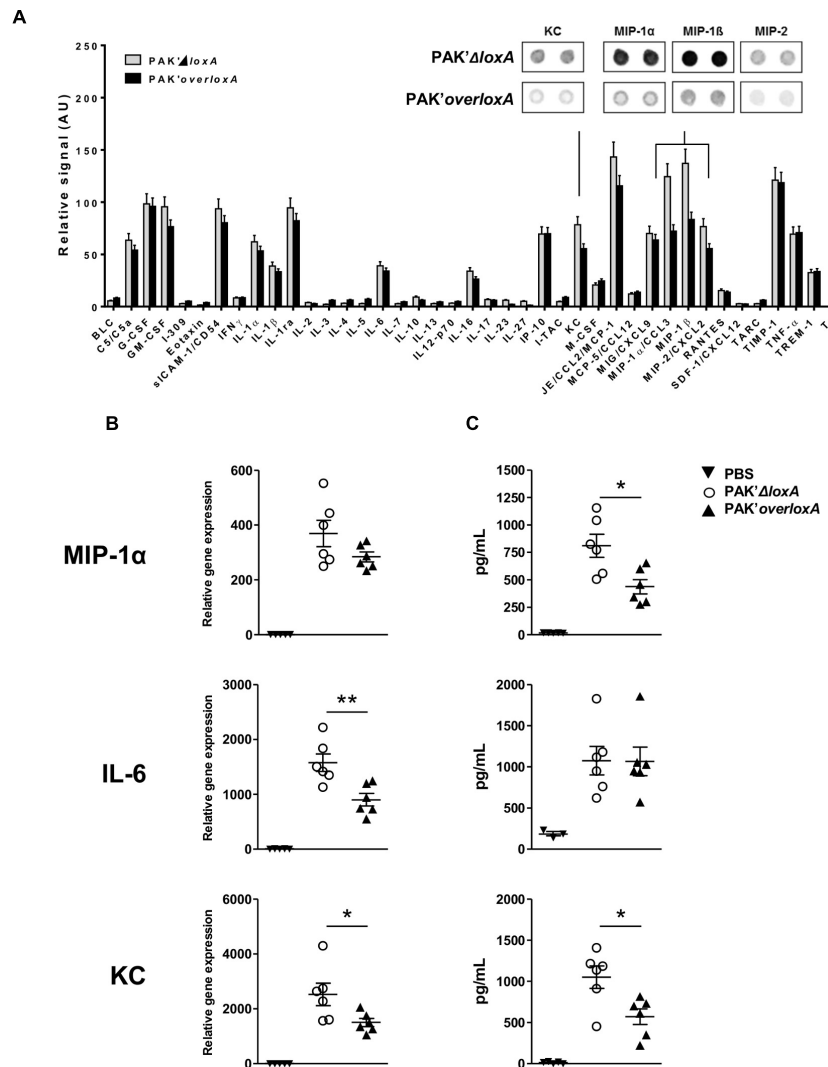 A
KC MIP-1α MIP-1ß MIP-2
PAK'ΔloxA
PAK'overloxA
250
200
150
100
50
0
Relative signal (AU)
PAK'◢loxA
PAK'overloxA
BLC
C5/C5a
G-CSF
GM-CSF
I-309
Eotaxin
sICAM-1/CD54
IFNγ
IL-1α
IL-1β
IL-1ra
IL-2
IL-3
IL-4
IL-5
IL-6
IL-7
IL-10
IL-13
IL12-p70
IL-16
IL-17
IL-23
IL-27
IP-10
I-TAC
KC
M-CSF
JE/CCL2/MCP-1
MCP-5/CCL12
MIG/CXCL9
MIP-1α/CCL3
MIP-1β
MIP-2/CXCL2
RANTES
SDF-1/CXCL12
TARC
TIMP-1
TNF-α
TREM-1
T
B
C
PBS
PAK'ΔloxA
PAK'overloxA
MIP-1α
Relative gene expression
600
400
200
0
pg/mL
1500
1250
1000
750
500
250
0
*
IL-6
Relative gene expression
3000
2000
1000
0
**
pg/mL
2000
1500
1000
500
0
KC
Relative gene expression
6000
4000
2000
0
*
pg/mL
2000
1500
1000
500
0
*